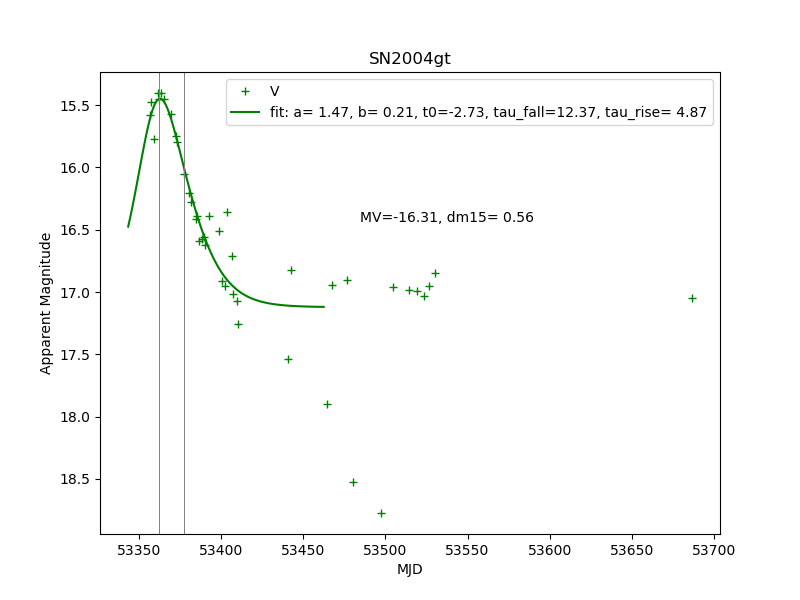 SN2004gt
V
fit: a= 1.47, b= 0.21, t0=-2.73, tau_fall=12.37, tau_rise= 4.87
MV=-16.31, dm15= 0.56
Apparent Magnitude
15.5
16.0
16.5
17.0
17.5
18.0
18.5
53350 53400 53450 53500 53550 53600 53650 53700
MJD